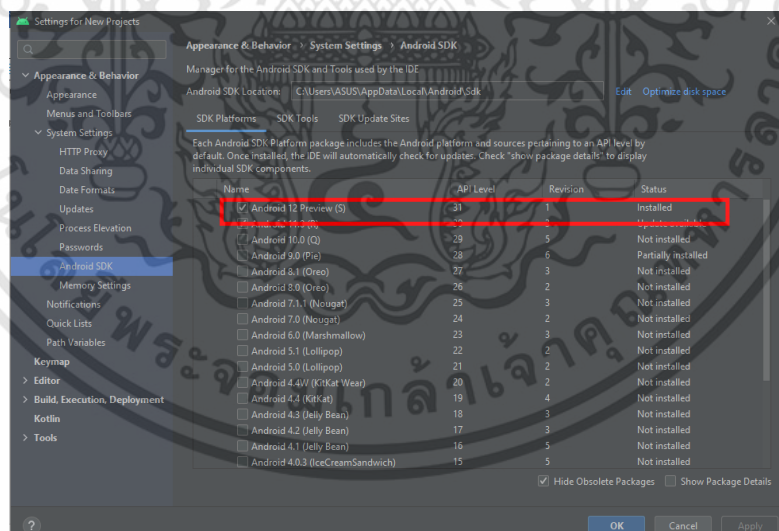 Settings for New Projects
Appearance & Behavior
Appearance
Menus and Toolbars
System Settings
HTTP Proxy
Data Sharing
Date Formats
Updates
Process Elevation
Passwords
Android SDK
Memory Settings
Notifications
Quick Lists
Path Variables
Keymap
Editor
Build, Execution, Deployment
Kotlin
Tools
Appearance & Behavior > System Settings > Android SDK
Manager for the Android SDK and Tools used by the IDE
Android SDK Location: C:\Users\ASUS\AppData\Local\Android\Sdk Edit Optimize disk space
SDK Platforms SDK Tools SDK Update Sites
Each Android SDK Platform package includes the Android platform and sources pertaining to an API level by
default. Once installed, the IDE will automatically check for updates. Check "show package details" to display
individual SDK components.
Name API Level Revision Status
Android 12 Preview (S) 31 1 Installed
Android (R) Update available
Android 10.0 (Q) 29 5 Not installed
Android 9.0 (Pie) 28 6 Partially installed
Android 8.1 (Oreo) 27 3 Not installed
Android 8.0 (Oreo) 26 2 Not installed
Android 7.1.1 (Nougat) 25 3 Not installed
Android 7.0 (Nougat) 24 2 Not installed
Android 6.0 (Marshmallow) 23 3 Not installed
Android 5.1 (Lollipop) 22 2 Not installed
Android 5.0 (Lollipop) 21 2 Not installed
Android 4.4W (KitKat Wear) 20 2 Not installed
Android 4.4 (KitKat) 19 4 Not installed
Android 4.3 (Jelly Bean) 18 3 Not installed
Android 4.2 (Jelly Bean) 17 3 Not installed
Android 4.1 (Jelly Bean) 16 5 Not installed
Android 4.0.3 (IceCreamSandwich) 15 5 Not installed
Hide Obsolete Packages Show Package Details
? OK Cancel Apply